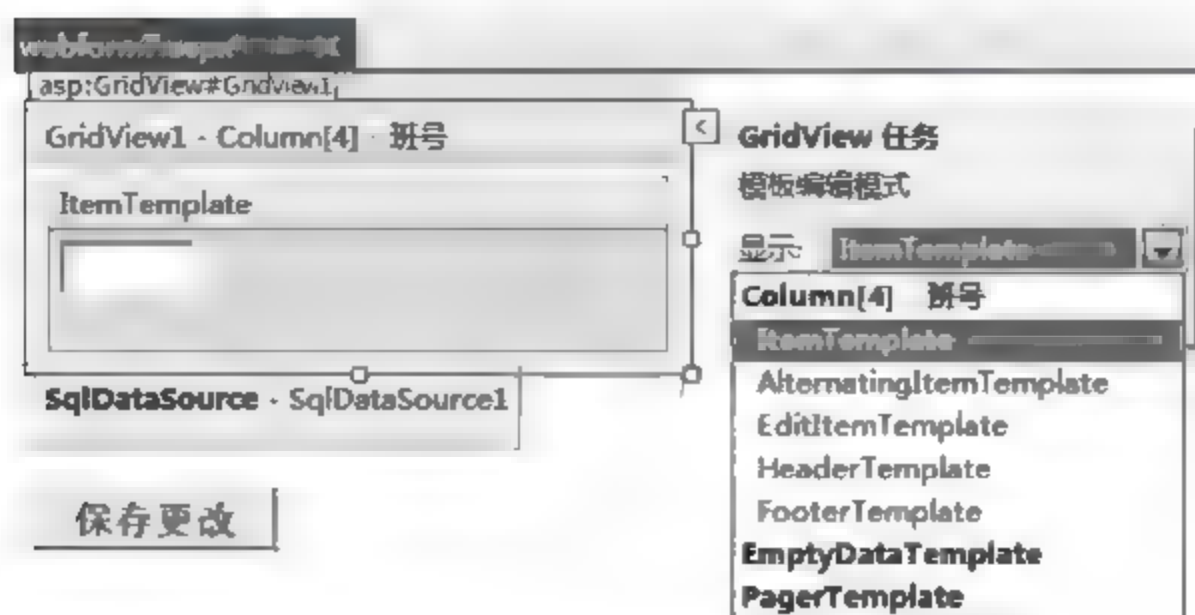 asp:GridView#Gridview1
GridView1 - Column[4] - 班号
ItemTemplate
SqlDataSource - SqlDataSource1
保存更改
GridView 任务
模板编辑模式
显示: ItemTemplate
Column[4] 班号
ItemTemplate
AlternatingItemTemplate
EditItemTemplate
HeaderTemplate
FooterTemplate
EmptyDataTemplate
PagerTemplate